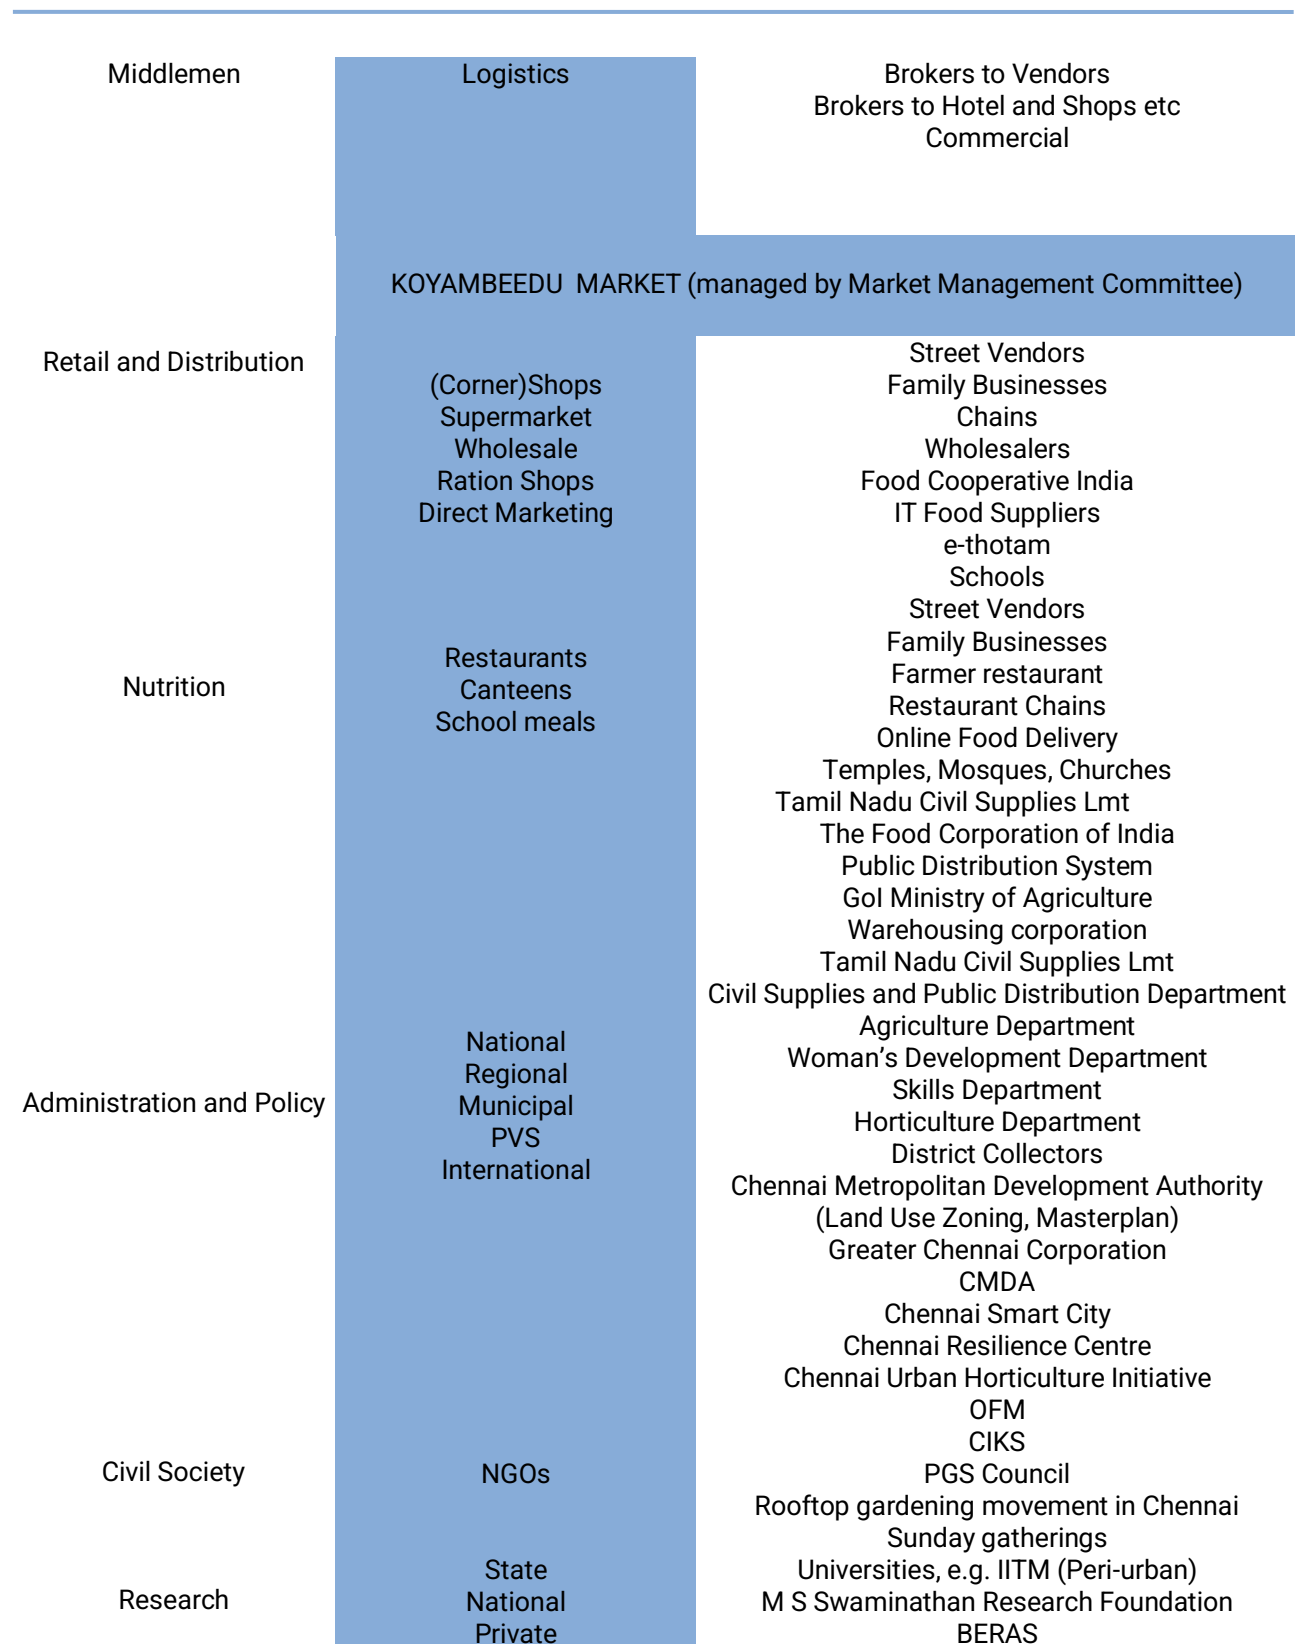 Middlemen
Logistics
Brokers to Vendors
Brokers to Hotel and Shops etc
Commercial
KOYAMBEEDU MARKET (managed by Market Management Committee)
Retail and Distribution
(Corner)Shops
Supermarket
Wholesale
Ration Shops
Direct Marketing
Street Vendors
Family Businesses
Chains
Wholesalers
Food Cooperative India
IT Food Suppliers
e-thotam
Schools
Nutrition
Restaurants
Canteens
School meals
Street Vendors
Family Businesses
Farmer restaurant
Restaurant Chains
Online Food Delivery
Temples, Mosques, Churches
Tamil Nadu Civil Supplies Lmt
Administration and Policy
National
Regional
Municipal
PVS
International
The Food Corporation of India
Public Distribution System
GoI Ministry of Agriculture
Warehousing corporation
Tamil Nadu Civil Supplies Lmt
Civil Supplies and Public Distribution Department
Agriculture Department
Woman's Development Department
Skills Department
Horticulture Department
District Collectors
Chennai Metropolitan Development Authority
(Land Use Zoning, Masterplan)
Greater Chennai Corporation
CMDA
Chennai Smart City
Chennai Resilience Centre
Chennai Urban Horticulture Initiative
Civil Society
NGOs
OFM
CIKS
PGS Council
Rooftop gardening movement in Chennai
Sunday gatherings
Research
State
National
Private
Universities, e.g. IITM (Peri-urban)
M S Swaminathan Research Foundation
BERAS